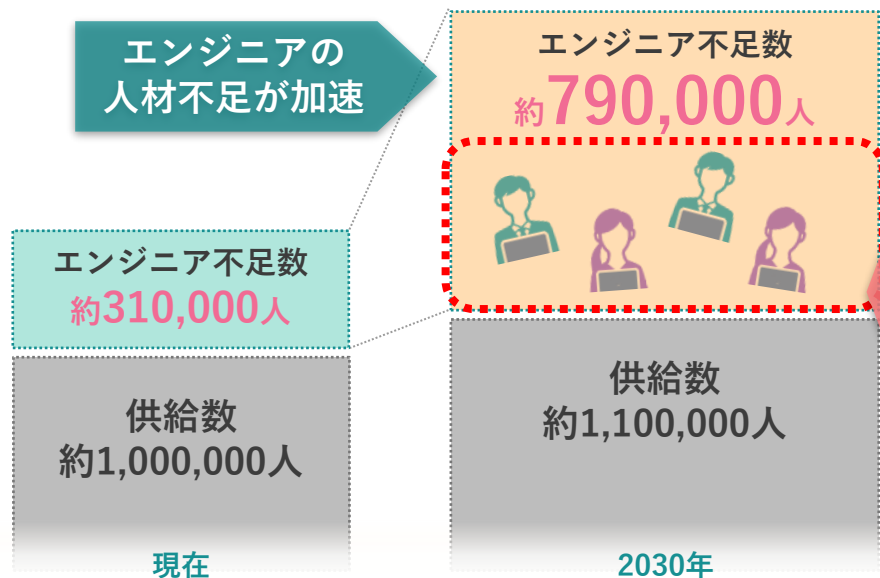 エンジニアの
人材不足が加速
エンジニア不足数
約790,000人
エンジニア不足数
約310,000人
供給数
約1,000,000人
供給数
約1,100,000人
現在
2030年